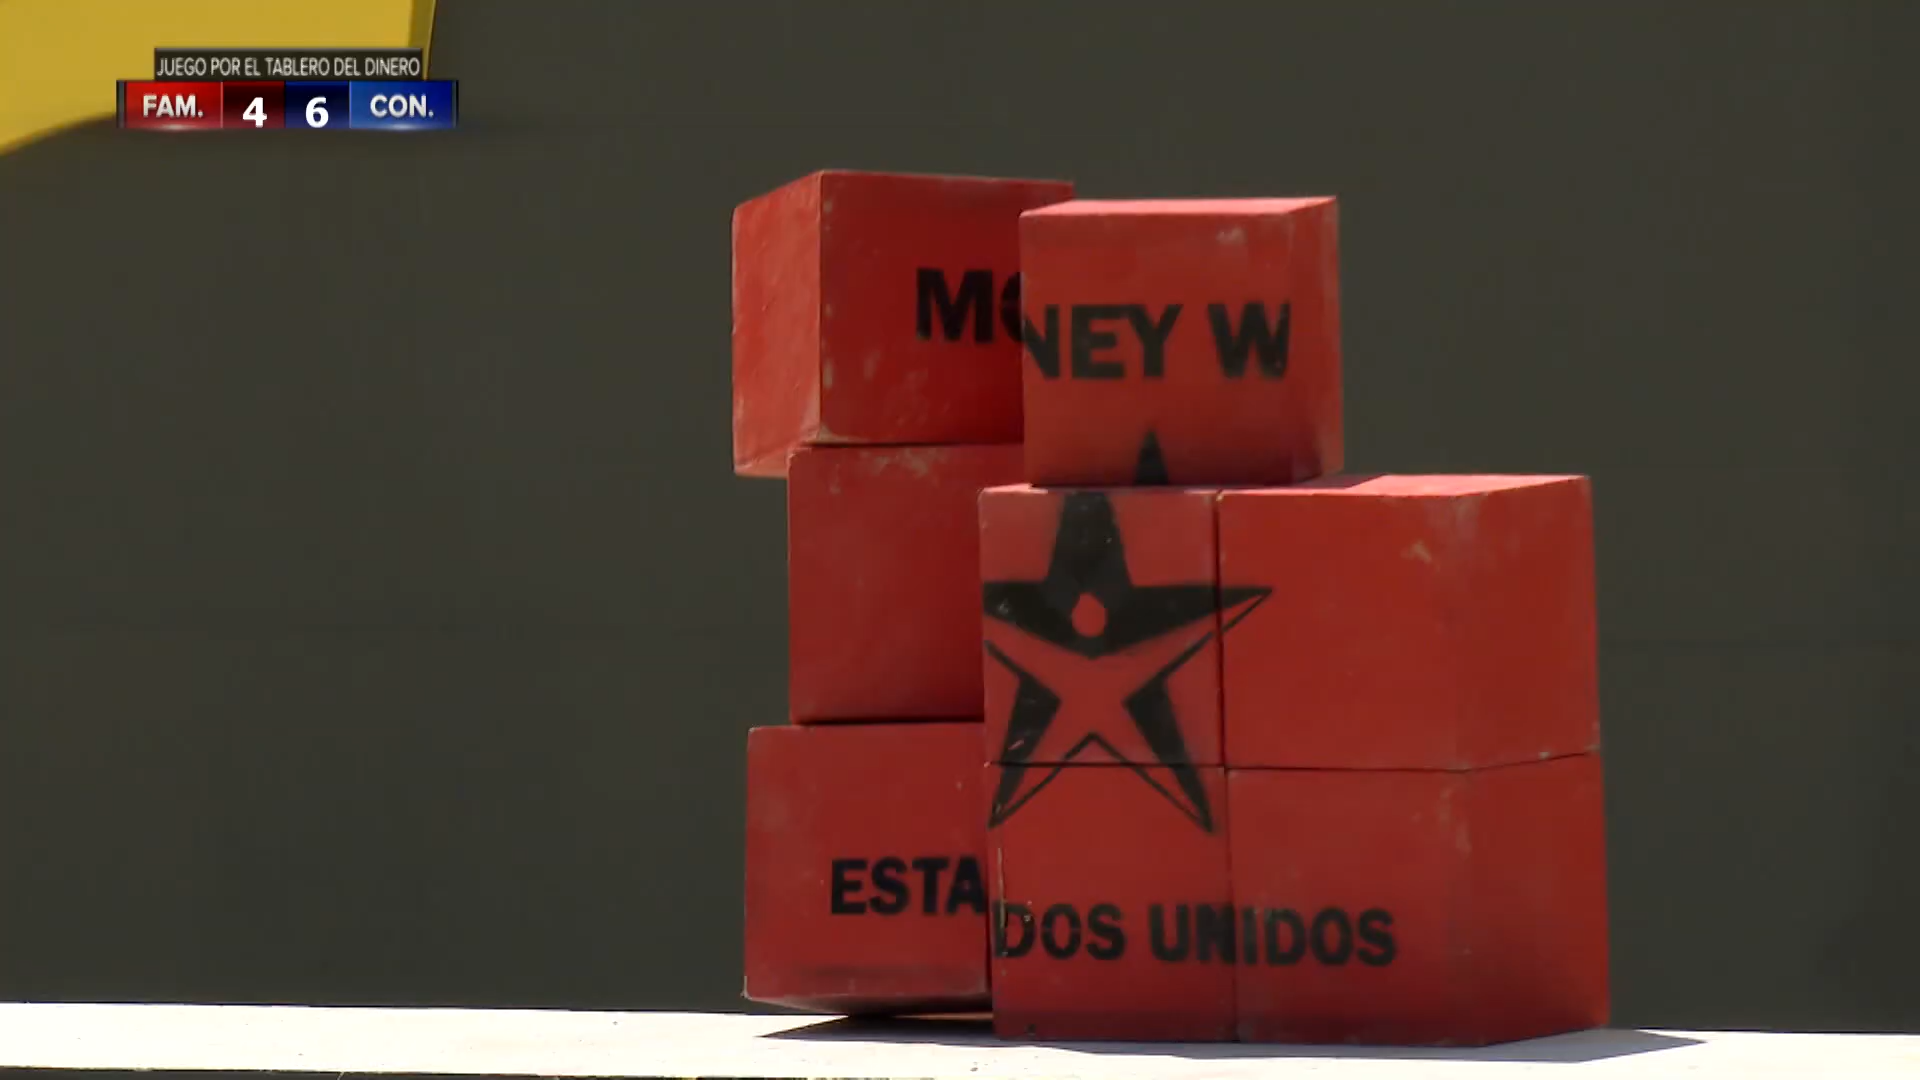 JUEGO POR EL TABLERO DEL DINERO
FAM. 4 6 CON.
MONEY W
ESTADOS UNIDOS